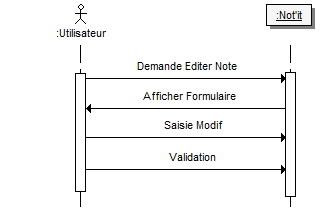 :Utilisateur
:Not'it
Demande Editer Note
Afficher Formulaire
Saisie Modif
Validation